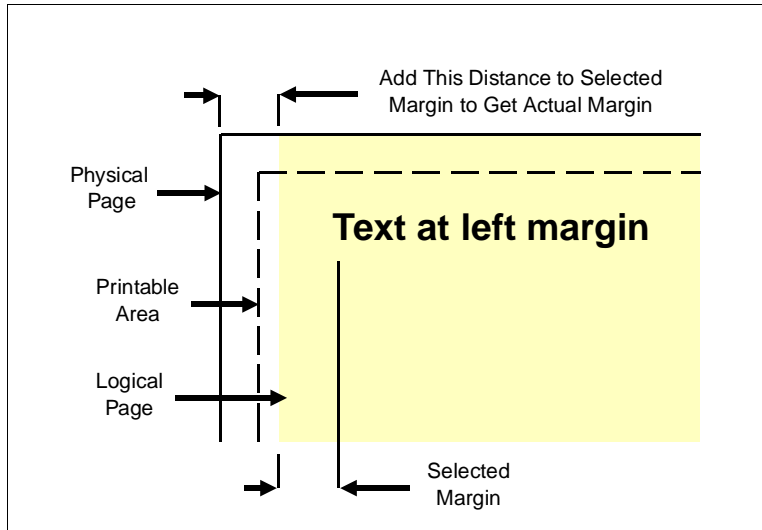 Add This Distance to Selected
Margin to Get Actual Margin
Physical
Page
Text at left margin
Printable
Area
Logical
Page
Selected
Margin